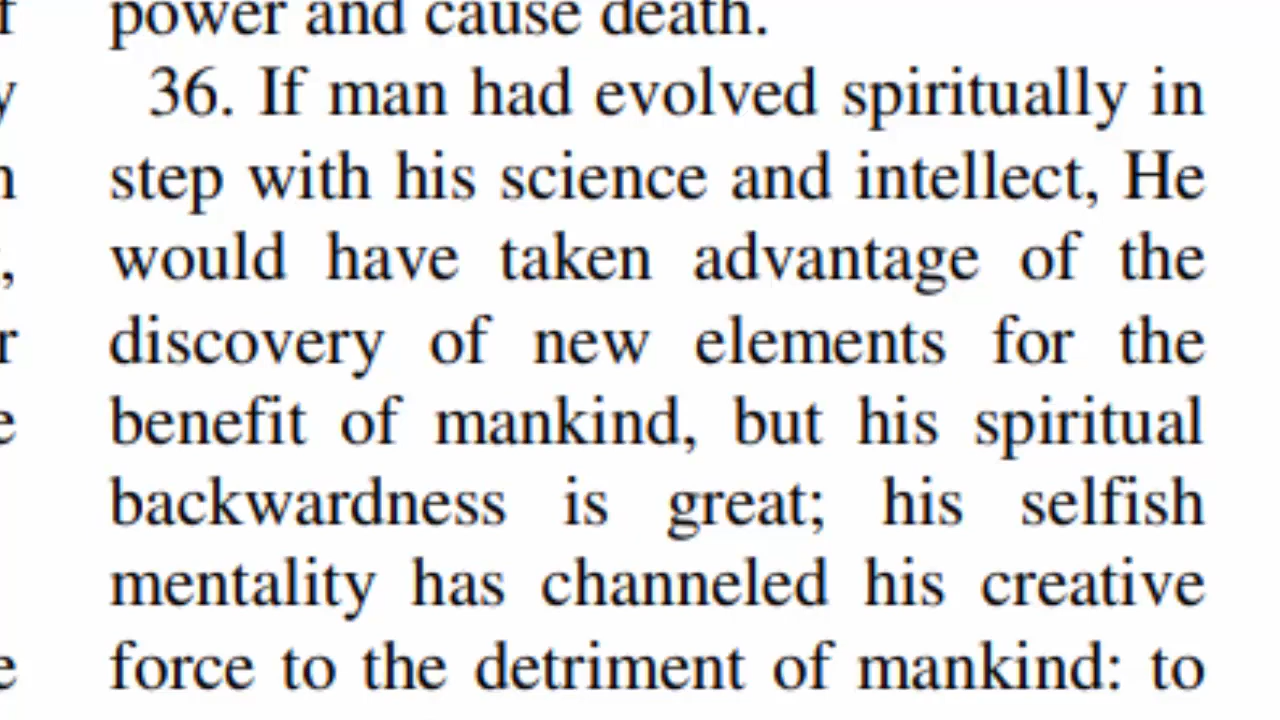 power and cause death.
36. If man had evolved spiritually in
step with his science and intellect, He
would have taken advantage of the
discovery of new elements for the
benefit of mankind, but his spiritual
backwardness is great; his selfish
mentality has channeled his creative
force to the detriment of mankind: to